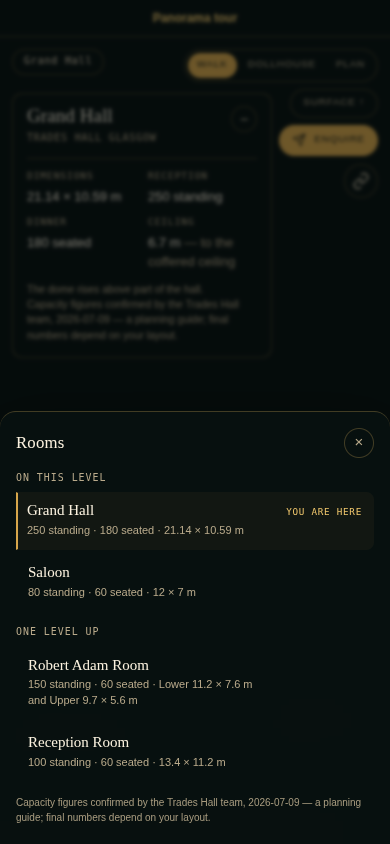 Panorama tour
Grand Hall
WALK DOLLHOUSE PLAN
Grand Hall
–
SURFACE
TRADES HALL GLASGOW
ENQUIRE
DIMENSIONS RECEPTION
21.14 × 10.59 m 250 standing
DINNER CEILING
180 seated 6.7 m — to the
coffered ceiling
The dome rises above part of the hall.
Capacity figures confirmed by the Trades Hall
team, 2026-07-09 — a planning guide; final
numbers depend on your layout.
Rooms ×
ON THIS LEVEL
Grand Hall YOU ARE HERE
250 standing · 180 seated · 21.14 × 10.59 m
Saloon
80 standing · 60 seated · 12 × 7 m
ONE LEVEL UP
Robert Adam Room
150 standing · 60 seated · Lower 11.2 × 7.6 m
and Upper 9.7 × 5.6 m
Reception Room
100 standing · 60 seated · 13.4 × 11.2 m
Capacity figures confirmed by the Trades Hall team, 2026-07-09 — a planning
guide; final numbers depend on your layout.